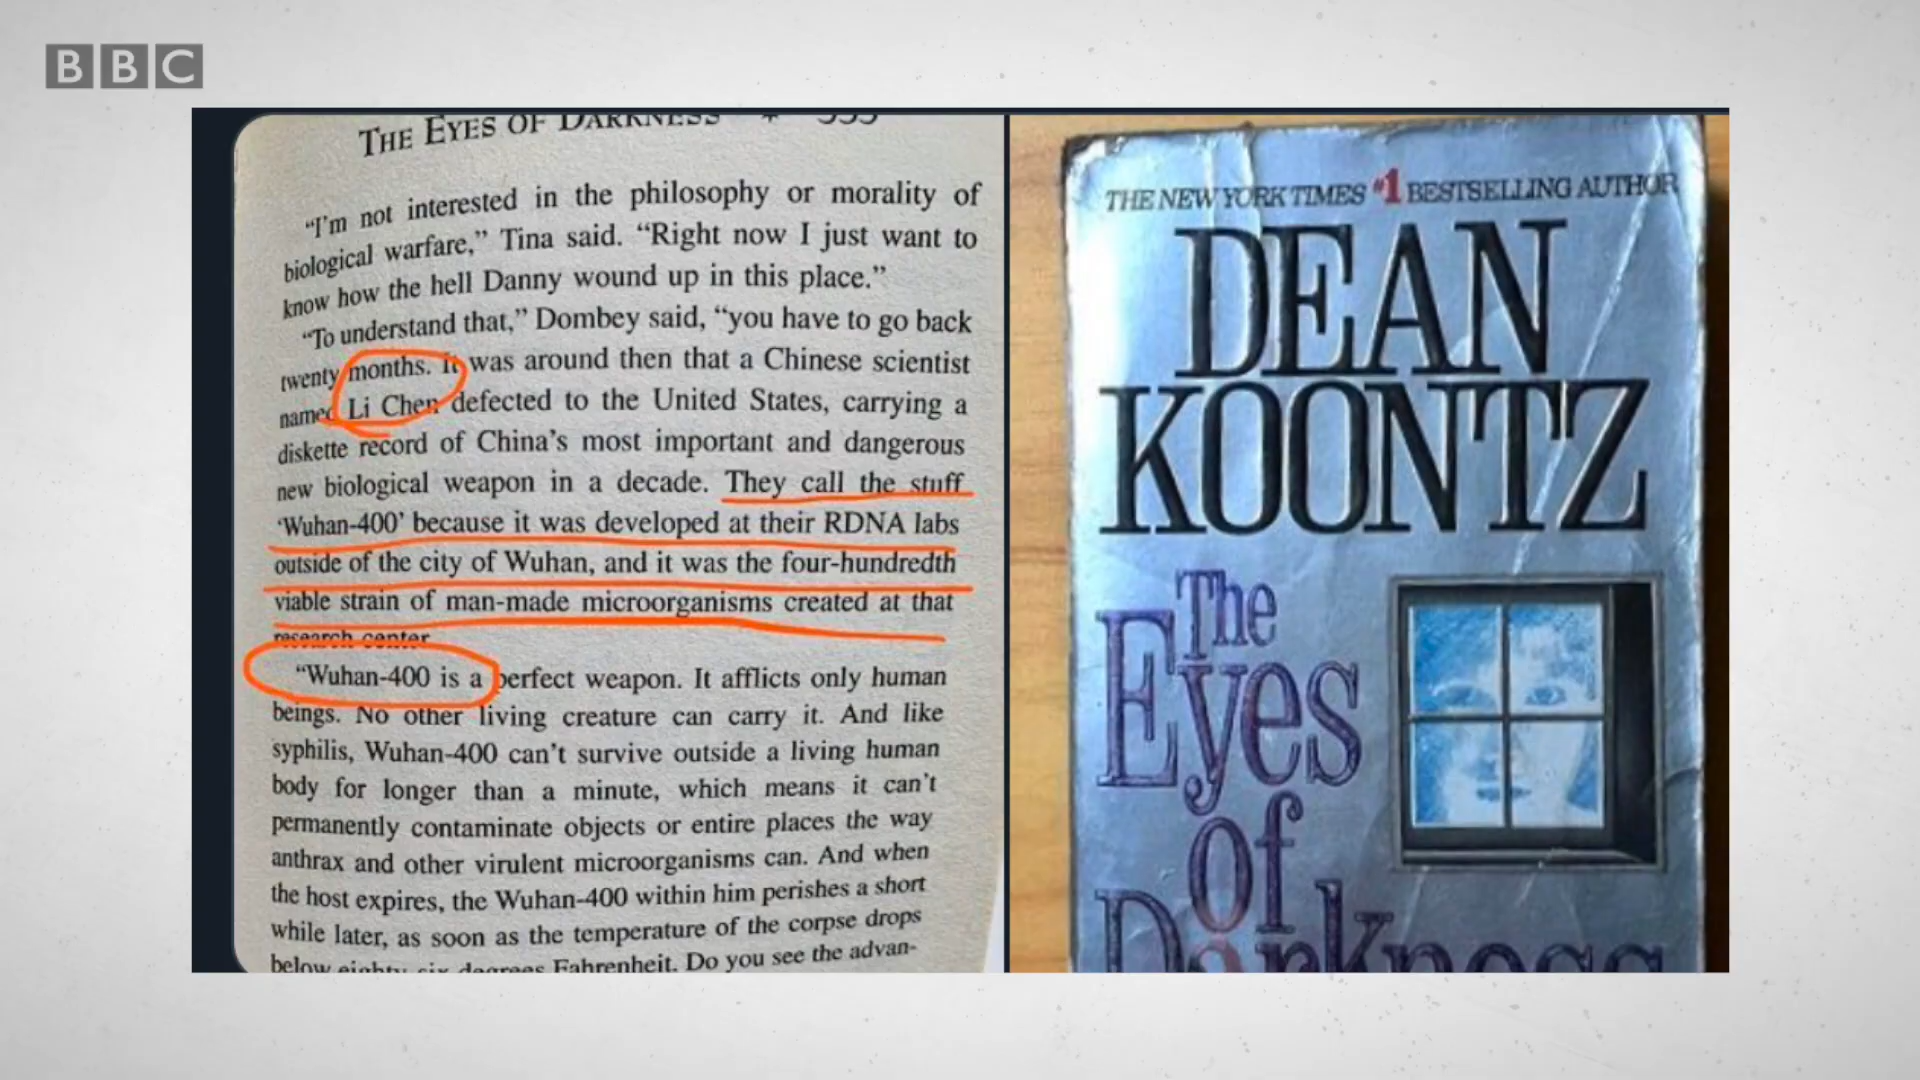 BBC
THE EYES OF DARKNESS * 333
“I’m not interested in the philosophy or morality of
biological warfare,” Tina said. “Right now I just want to
know how the hell Danny wound up in this place.”
“To understand that,” Dombey said, “you have to go back
twenty months. It was around then that a Chinese scientist
named Li Chen defected to the United States, carrying a
diskette record of China’s most important and dangerous
new biological weapon in a decade. They call the stuff
‘Wuhan-400’ because it was developed at their RDNA labs
outside of the city of Wuhan, and it was the four-hundredth
viable strain of man-made microorganisms created at that
research center.
“Wuhan-400 is a perfect weapon. It afflicts only human
beings. No other living creature can carry it. And like
syphilis, Wuhan-400 can’t survive outside a living human
body for longer than a minute, which means it can’t
permanently contaminate objects or entire places the way
anthrax and other virulent microorganisms can. And when
the host expires, the Wuhan-400 within him perishes a short
while later, as soon as the temperature of the corpse drops
below eighty-six degrees Fahrenheit. Do you see the advan-
THE NEW YORK TIMES #1 BESTSELLING AUTHOR
DEAN
KOONTZ
The
Eyes
of
Darkness